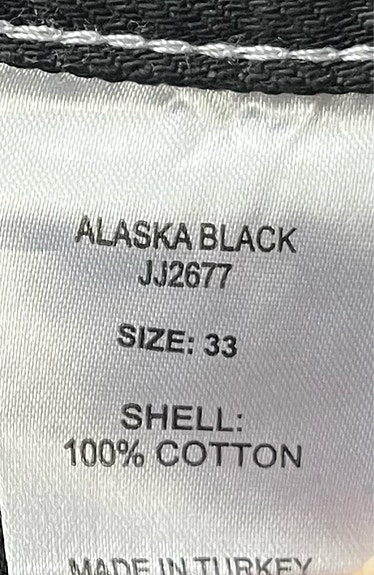 ALASKA BLACK
JJ2677
SIZE: 33
SHELL:
100% COTTON
MADE IN TURKEY